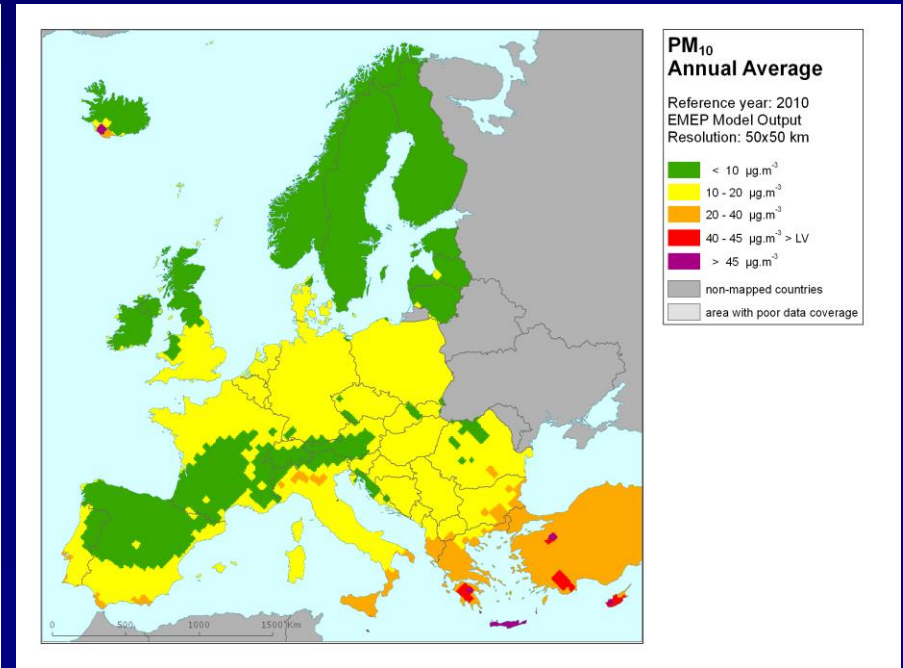 PM₁₀
Annual Average
Reference year: 2010
EMEP Model Output
Resolution: 50x50 km
< 10 µg.m⁻³
10 - 20 µg.m⁻³
20 - 40 µg.m⁻³
40 - 45 µg.m⁻³ > LV
> 45 µg.m⁻³
non-mapped countries
area with poor data coverage
0 500 1000 1500 Km